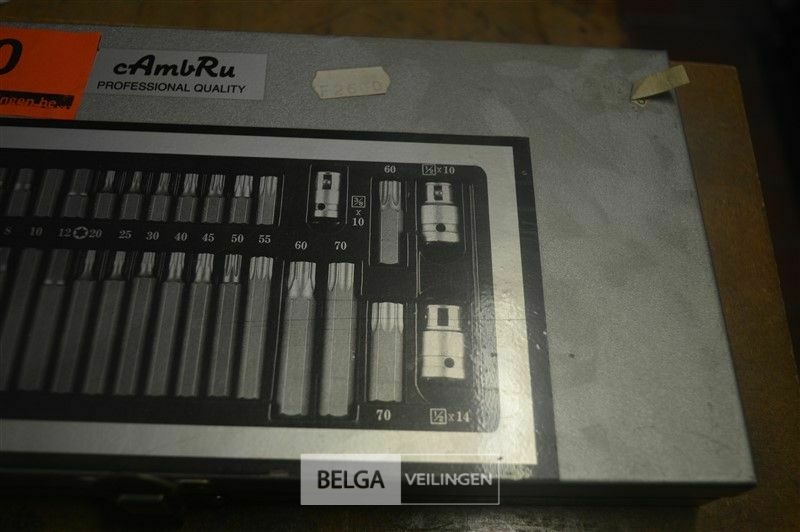 0
cAmbRu
PROFESSIONAL QUALITY
60
½ x 10
⅜
x
10
8 10 12 20 25 30 40 45 50 55
60 70
70
½ x 14
BELGA VEILINGEN